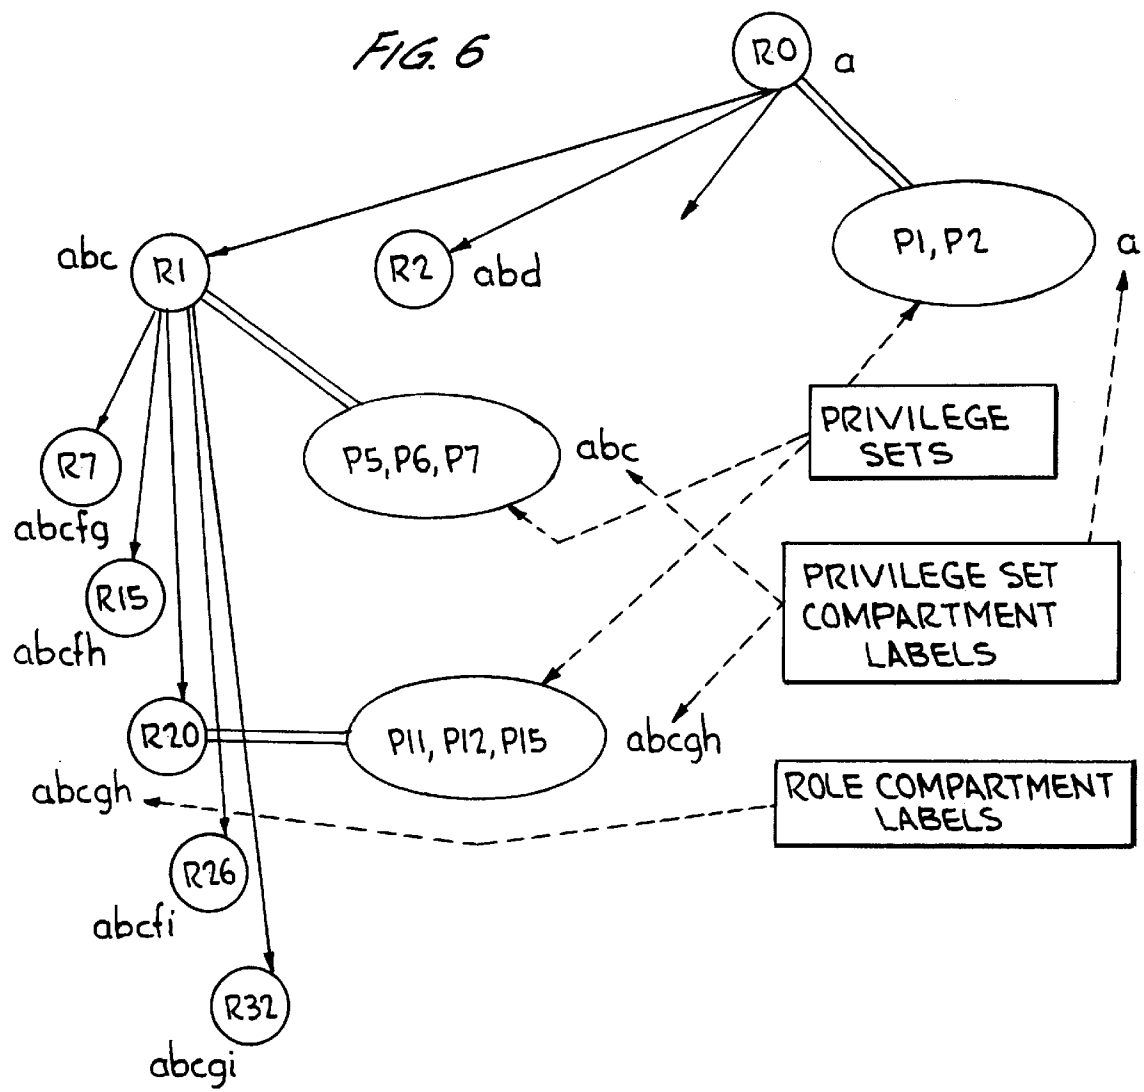 FIG. 6
R0
a
P1, P2
a
abc
R1
R2
abd
PRIVILEGE
SETS
P5, P6, P7
abc
R7
abcfg
PRIVILEGE SET
COMPARTMENT
LABELS
R15
abcfh
R20
P11, P12, P15
abcgh
abcgh
ROLE COMPARTMENT
LABELS
R26
abcfi
R32
abcgi